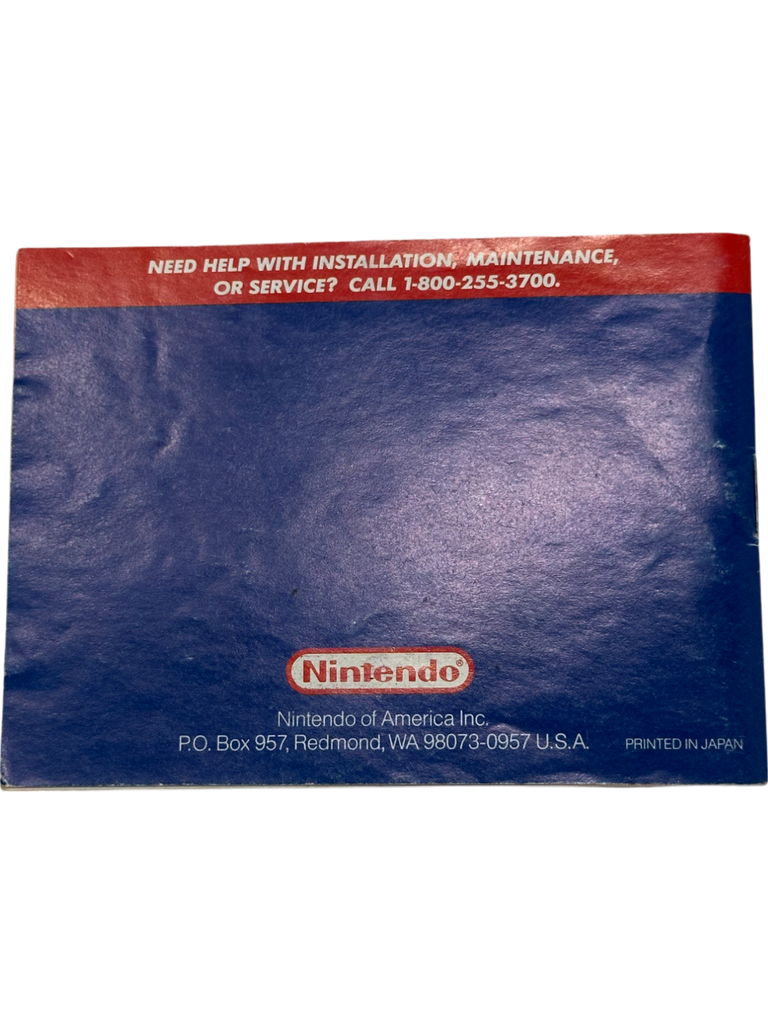 NEED HELP WITH INSTALLATION, MAINTENANCE,
OR SERVICE? CALL 1-800-255-3700.
Nintendo®
Nintendo of America Inc.
P.O. Box 957, Redmond, WA 98073-0957 U.S.A.
PRINTED IN JAPAN